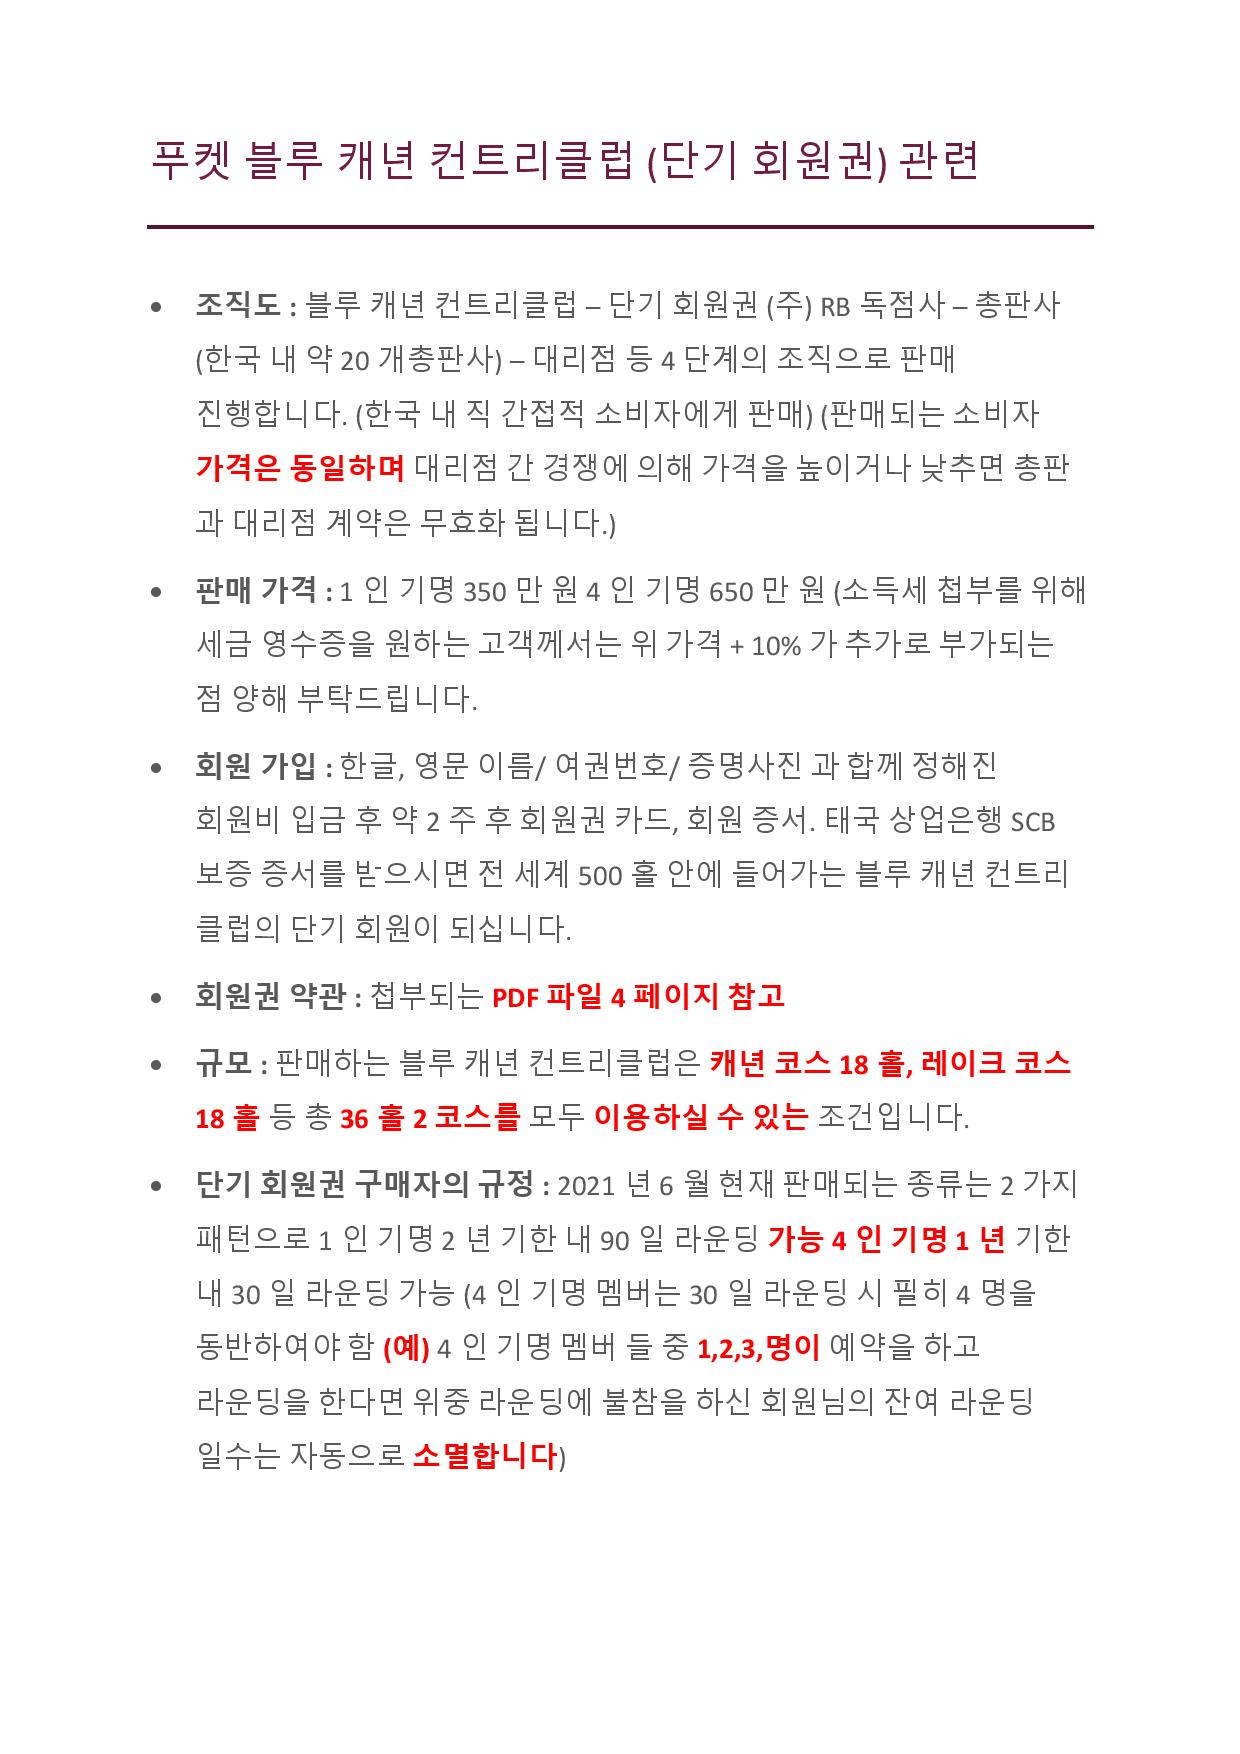 푸켓 블루 캐년 컨트리클럽 (단기 회원권) 관련
• 조직도 : 블루 캐년 컨트리클럽 – 단기 회원권 (주) RB 독점사 – 총판사
(한국 내 약 20 개총판사) – 대리점 등 4 단계의 조직으로 판매
진행합니다. (한국 내 직 간접적 소비자에게 판매) (판매되는 소비자
가격은 동일하며 대리점 간 경쟁에 의해 가격을 높이거나 낮추면 총판
과 대리점 계약은 무효화 됩니다.)
• 판매 가격 : 1 인 기명 350 만 원 4 인 기명 650 만 원 (소득세 첩부를 위해
세금 영수증을 원하는 고객께서는 위 가격 + 10% 가 추가로 부가되는
점 양해 부탁드립니다.
• 회원 가입 : 한글, 영문 이름/ 여권번호/ 증명사진 과 함께 정해진
회원비 입금 후 약 2 주 후 회원권 카드, 회원 증서. 태국 상업은행 SCB
보증 증서를 받으시면 전 세계 500 홀 안에 들어가는 블루 캐년 컨트리
클럽의 단기 회원이 되십니다.
• 회원권 약관 : 첩부되는 PDF 파일 4 페이지 참고
• 규모 : 판매하는 블루 캐년 컨트리클럽은 캐년 코스 18 홀, 레이크 코스
18 홀 등 총 36 홀 2 코스를 모두 이용하실 수 있는 조건입니다.
• 단기 회원권 구매자의 규정 : 2021 년 6 월 현재 판매되는 종류는 2 가지
패턴으로 1 인 기명 2 년 기한 내 90 일 라운딩 가능 4 인 기명 1 년 기한
내 30 일 라운딩 가능 (4 인 기명 멤버는 30 일 라운딩 시 필히 4 명을
동반하여야 함 (예) 4 인 기명 멤버 들 중 1,2,3,명이 예약을 하고
라운딩을 한다면 위중 라운딩에 불참을 하신 회원님의 잔여 라운딩
일수는 자동으로 소멸합니다)